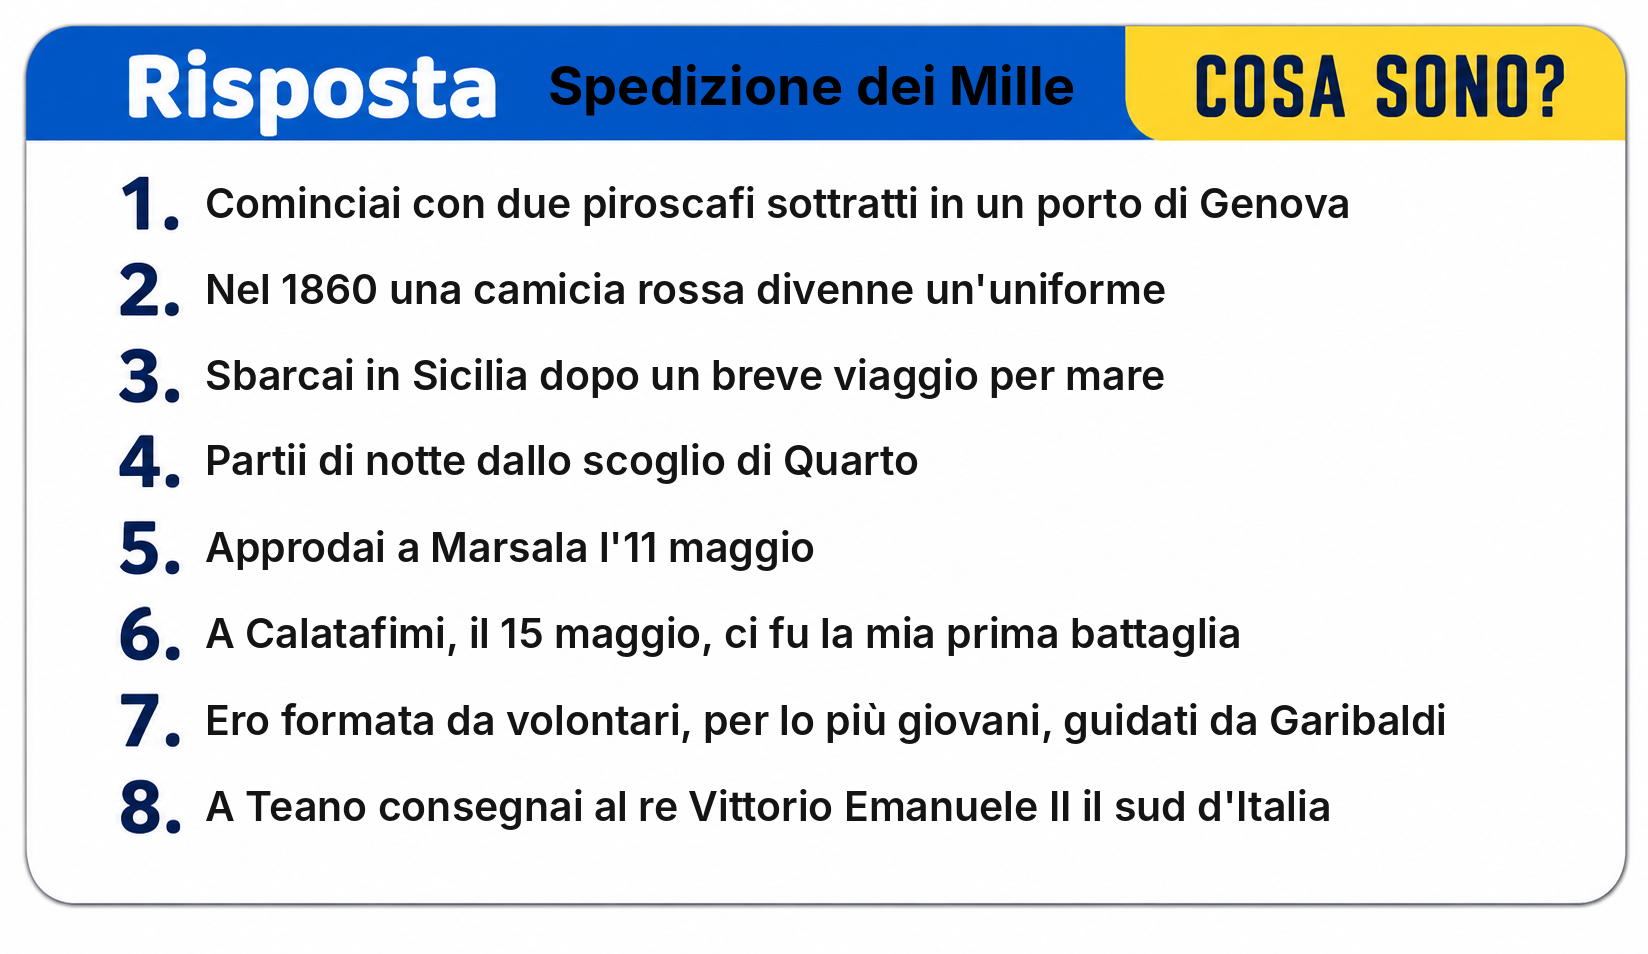 Risposta Spedizione dei Mille COSA SONO?
1. Cominciai con due piroscafi sottratti in un porto di Genova
2. Nel 1860 una camicia rossa divenne un'uniforme
3. Sbarcai in Sicilia dopo un breve viaggio per mare
4. Partii di notte dallo scoglio di Quarto
5. Approdai a Marsala l'11 maggio
6. A Calatafimi, il 15 maggio, ci fu la mia prima battaglia
7. Ero formata da volontari, per lo più giovani, guidati da Garibaldi
8. A Teano consegnai al re Vittorio Emanuele II il sud d'Italia